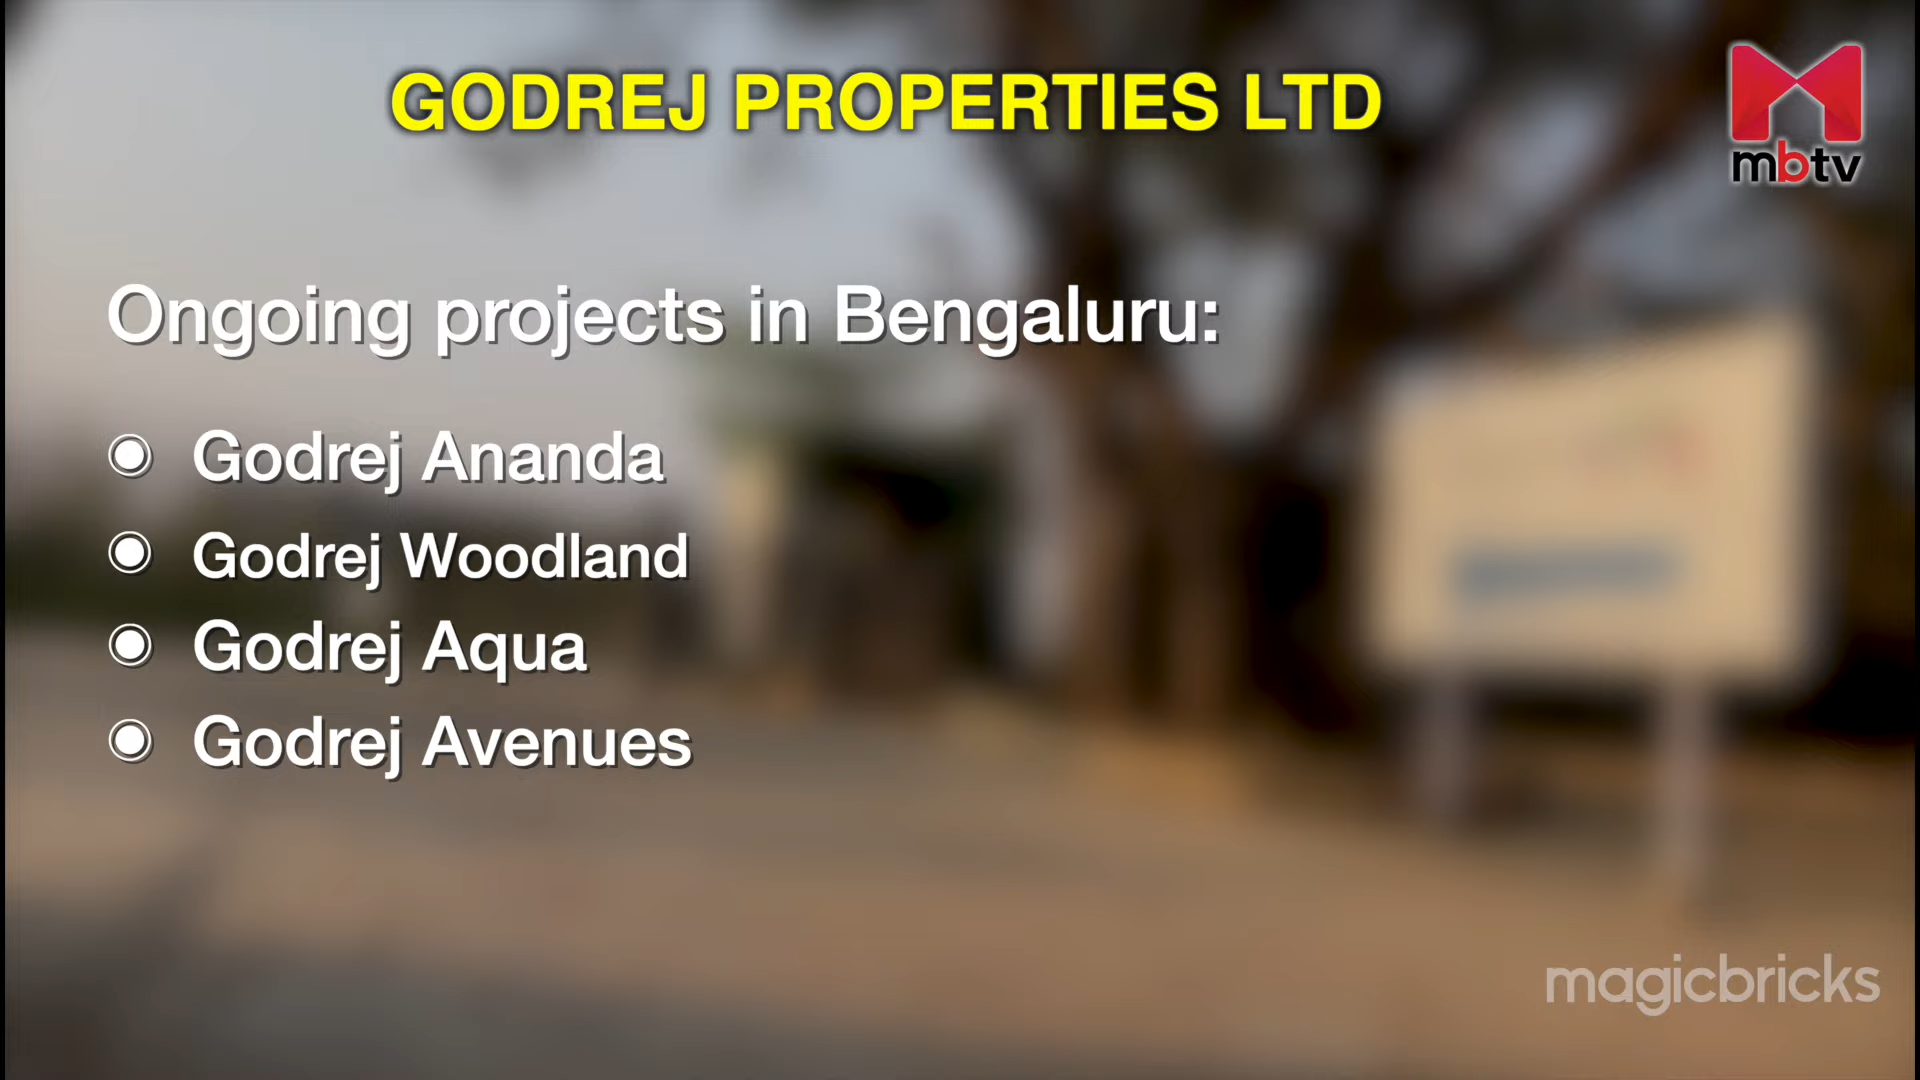 GODREJ PROPERTIES LTD
mbtv
Ongoing projects in Bengaluru:
Godrej Ananda
Godrej Woodland
Godrej Aqua
Godrej Avenues
magicbricks